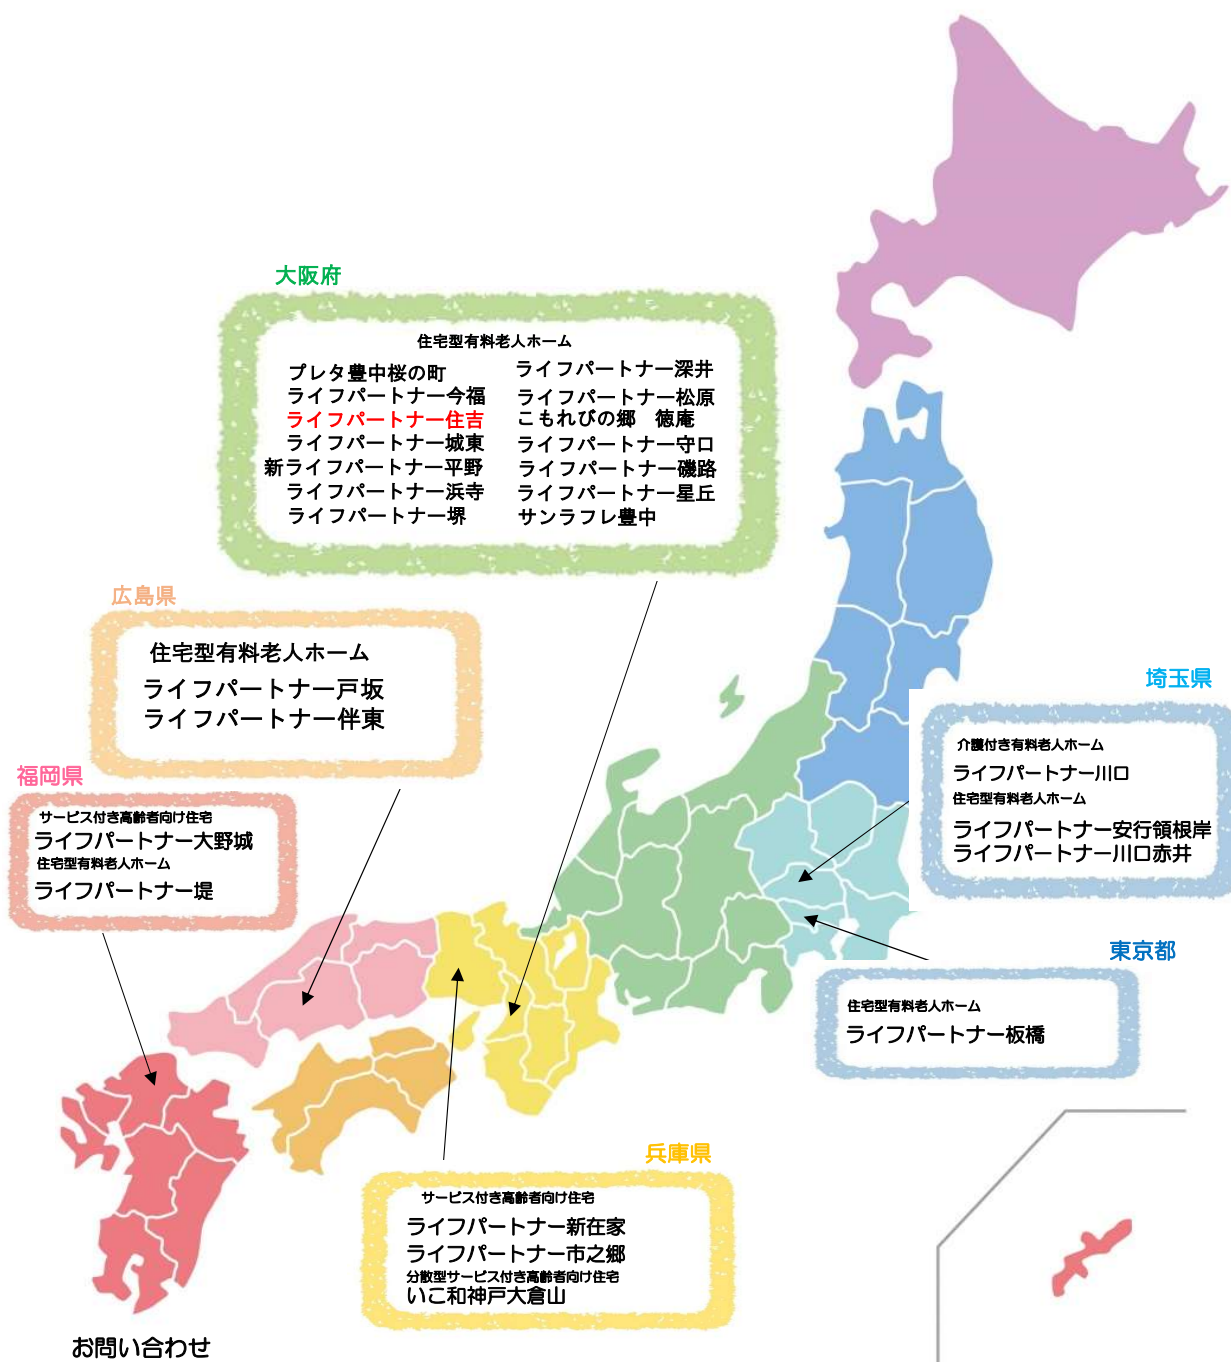 大阪府
住宅型有料老人ホーム
プレタ豊中桜の町
ライフパートナー今福
ライフパートナー住吉
ライフパートナー城東
新ライフパートナー平野
ライフパートナー浜寺
ライフパートナー堺
ライフパートナー深井
ライフパートナー松原
こもれびの郷　徳庵
ライフパートナー守口
ライフパートナー磯路
ライフパートナー星丘
サンラフレ豊中
広島県
住宅型有料老人ホーム
ライフパートナー戸坂
ライフパートナー伴東
埼玉県
介護付き有料老人ホーム
ライフパートナー川口
住宅型有料老人ホーム
ライフパートナー安行領根岸
ライフパートナー川口赤井
福岡県
サービス付き高齢者向け住宅
ライフパートナー大野城
住宅型有料老人ホーム
ライフパートナー堤
東京都
住宅型有料老人ホーム
ライフパートナー板橋
兵庫県
サービス付き高齢者向け住宅
ライフパートナー新在家
ライフパートナー市之郷
分散型サービス付き高齢者向け住宅
いこ和神戸大倉山
お問い合わせ